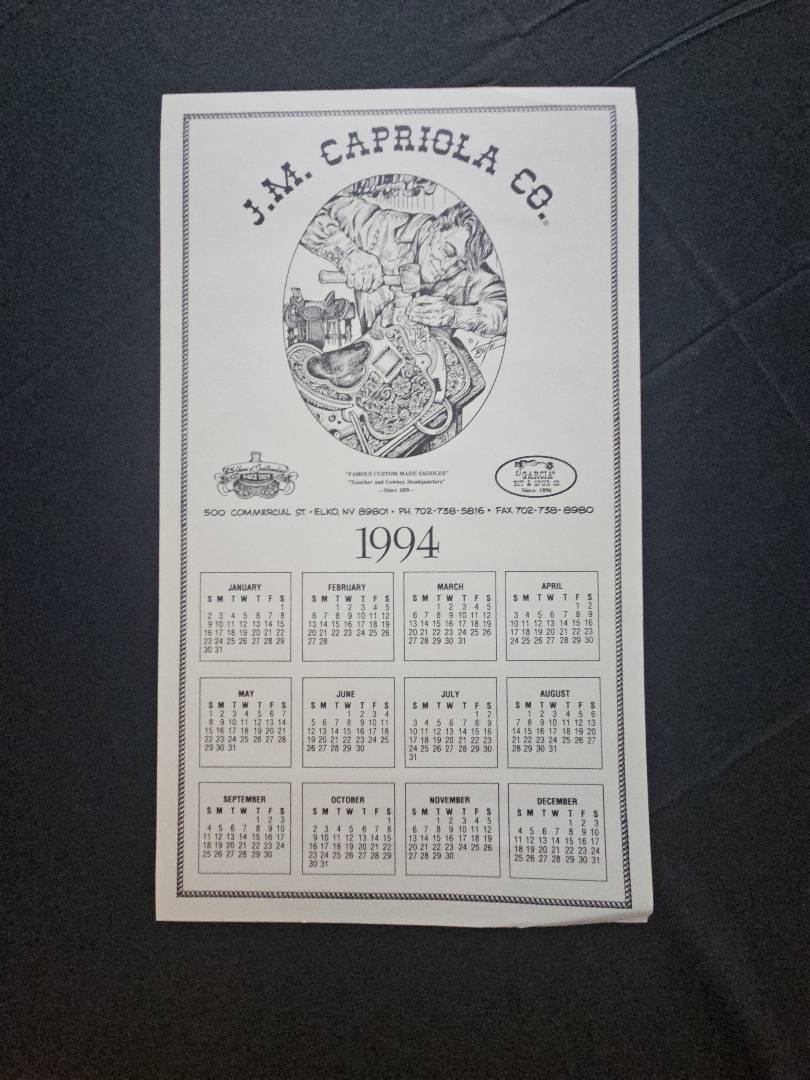 J.M. CAPRIOLA CO.®
SINCE 1929
"FAMOUS CUSTOM MADE SADDLES"
"Rancher and Cowboy Headquarters"
—Since 1929—
GARCIA®
BIT & SPUR CO.
Since 1896
500 COMMERCIAL ST • ELKO, NV 89801 • PH. 702-738-5816 • FAX 702-738-8980
1994
JANUARY
S M T W T F S
1
2 3 4 5 6 7 8
9 10 11 12 13 14 15
16 17 18 19 20 21 22
23 24 25 26 27 28 29
30 31
FEBRUARY
S M T W T F S
1 2 3 4 5
6 7 8 9 10 11 12
13 14 15 16 17 18 19
20 21 22 23 24 25 26
27 28
MARCH
S M T W T F S
1 2 3 4 5
6 7 8 9 10 11 12
13 14 15 16 17 18 19
20 21 22 23 24 25 26
27 28 29 30 31
APRIL
S M T W T F S
1 2
3 4 5 6 7 8 9
10 11 12 13 14 15 16
17 18 19 20 21 22 23
24 25 26 27 28 29 30
MAY
S M T W T F S
1 2 3 4 5 6 7
8 9 10 11 12 13 14
15 16 17 18 19 20 21
22 23 24 25 26 27 28
29 30 31
JUNE
S M T W T F S
1 2 3 4
5 6 7 8 9 10 11
12 13 14 15 16 17 18
19 20 21 22 23 24 25
26 27 28 29 30
JULY
S M T W T F S
1 2
3 4 5 6 7 8 9
10 11 12 13 14 15 16
17 18 19 20 21 22 23
24 25 26 27 28 29 30
31
AUGUST
S M T W T F S
1 2 3 4 5 6
7 8 9 10 11 12 13
14 15 16 17 18 19 20
21 22 23 24 25 26 27
28 29 30 31
SEPTEMBER
S M T W T F S
1 2 3
4 5 6 7 8 9 10
11 12 13 14 15 16 17
18 19 20 21 22 23 24
25 26 27 28 29 30
OCTOBER
S M T W T F S
1
2 3 4 5 6 7 8
9 10 11 12 13 14 15
16 17 18 19 20 21 22
23 24 25 26 27 28 29
30 31
NOVEMBER
S M T W T F S
1 2 3 4 5
6 7 8 9 10 11 12
13 14 15 16 17 18 19
20 21 22 23 24 25 26
27 28 29 30
DECEMBER
S M T W T F S
1 2 3
4 5 6 7 8 9 10
11 12 13 14 15 16 17
18 19 20 21 22 23 24
25 26 27 28 29 30 31